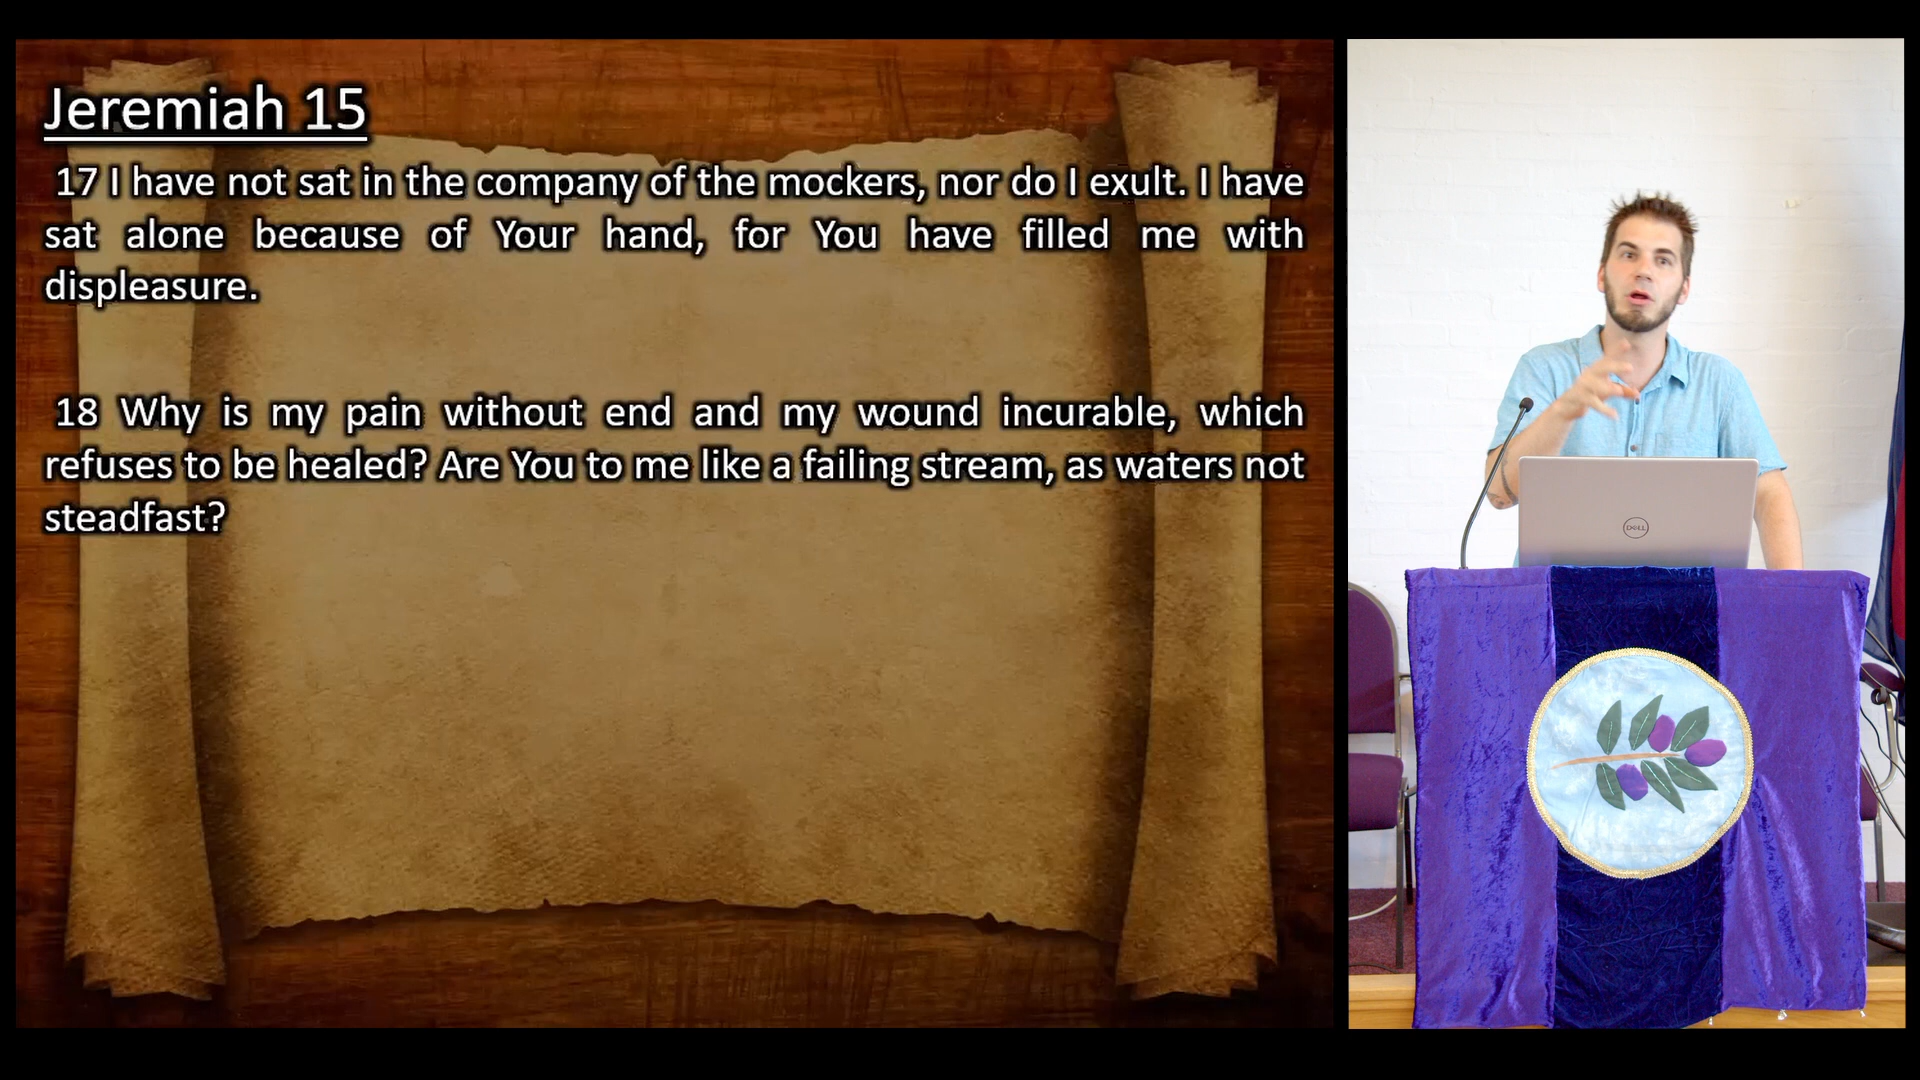 Jeremiah 15
17 I have not sat in the company of the mockers, nor do I exult. I have
sat alone because of Your hand, for You have filled me with
displeasure.
18 Why is my pain without end and my wound incurable, which
refuses to be healed? Are You to me like a failing stream, as waters not
steadfast?
DELL